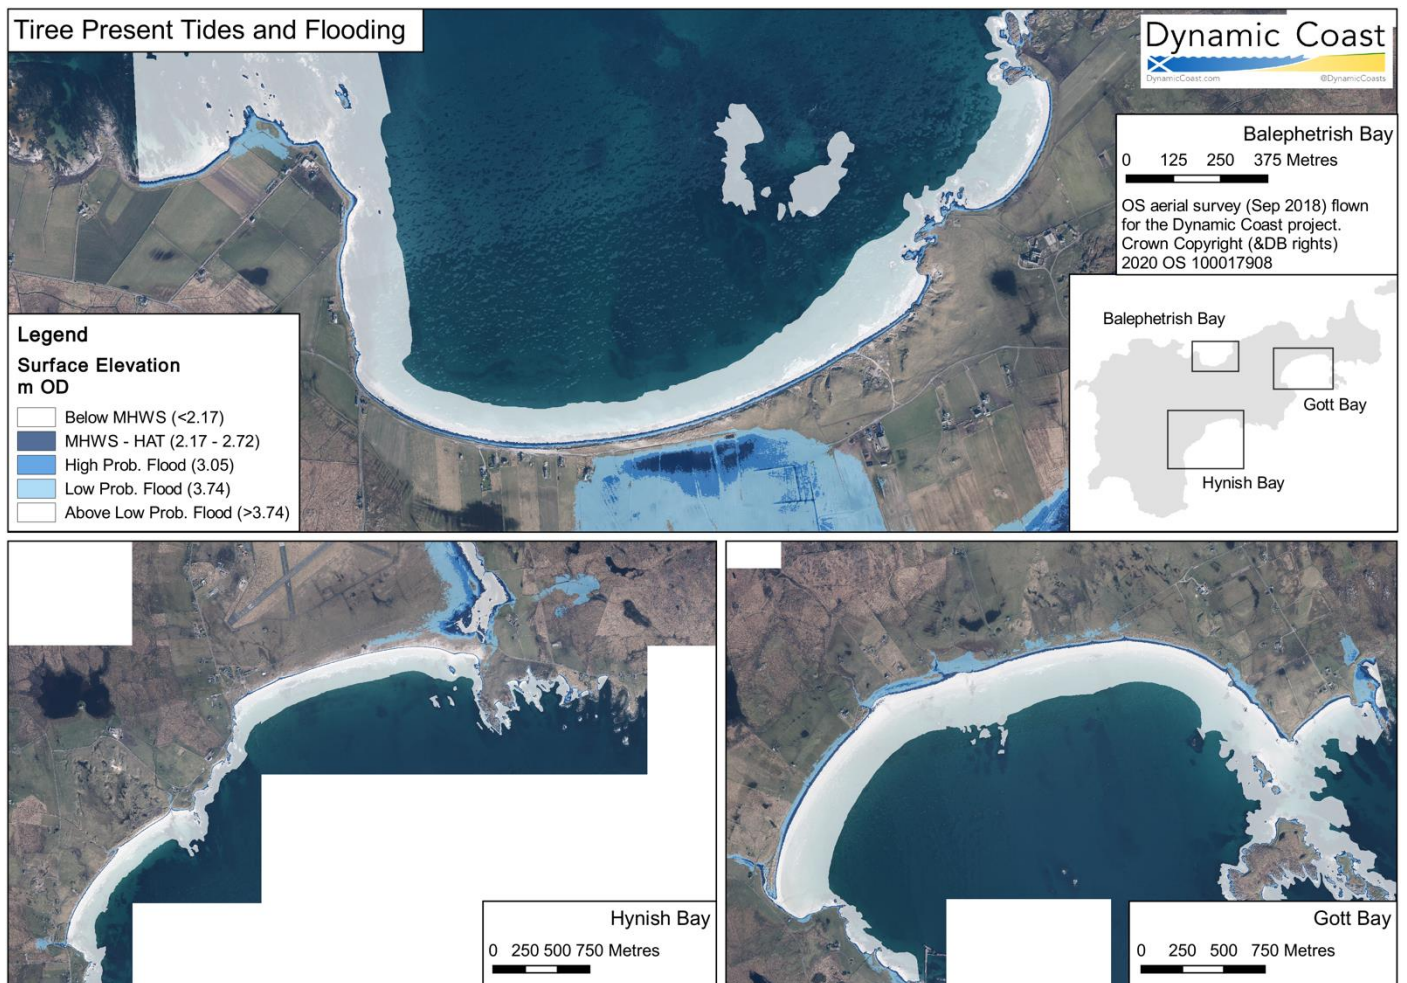 Tiree Present Tides and Flooding
Dynamic Coast
DynamicCoast.com
@DynamicCoasts
Balephetrish Bay
0 125 250 375 Metres
OS aerial survey (Sep 2018) flown
for the Dynamic Coast project.
Crown Copyright (&DB rights)
2020 OS 100017908
Balephetrish Bay
Gott Bay
Hynish Bay
Legend
Surface Elevation
m OD
Below MHWS (<2.17)
MHWS - HAT (2.17 - 2.72)
High Prob. Flood (3.05)
Low Prob. Flood (3.74)
Above Low Prob. Flood (>3.74)
Hynish Bay
0 250 500 750 Metres
Gott Bay
0 250 500 750 Metres